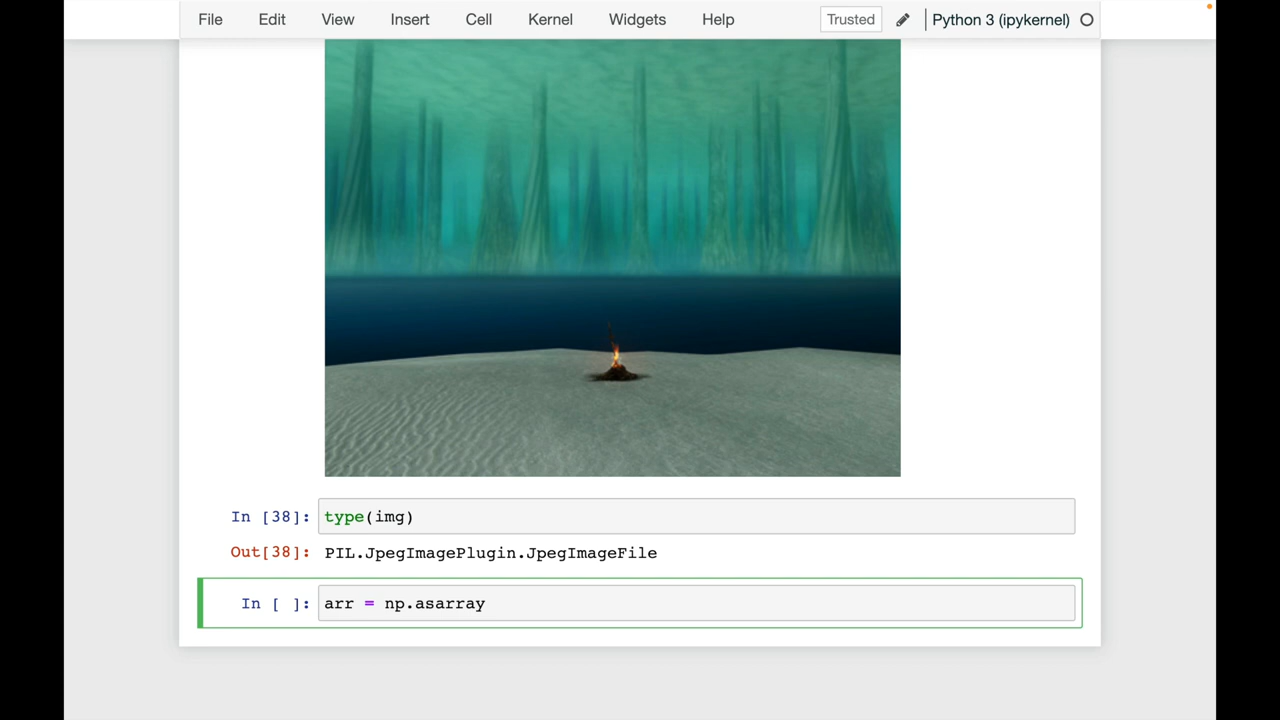 File Edit View Insert Cell Kernel Widgets Help Trusted Python 3 (ipykernel)
In [38]: type(img)
Out[38]: PIL.JpegImagePlugin.JpegImageFile
In [ ]: arr = np.asarray